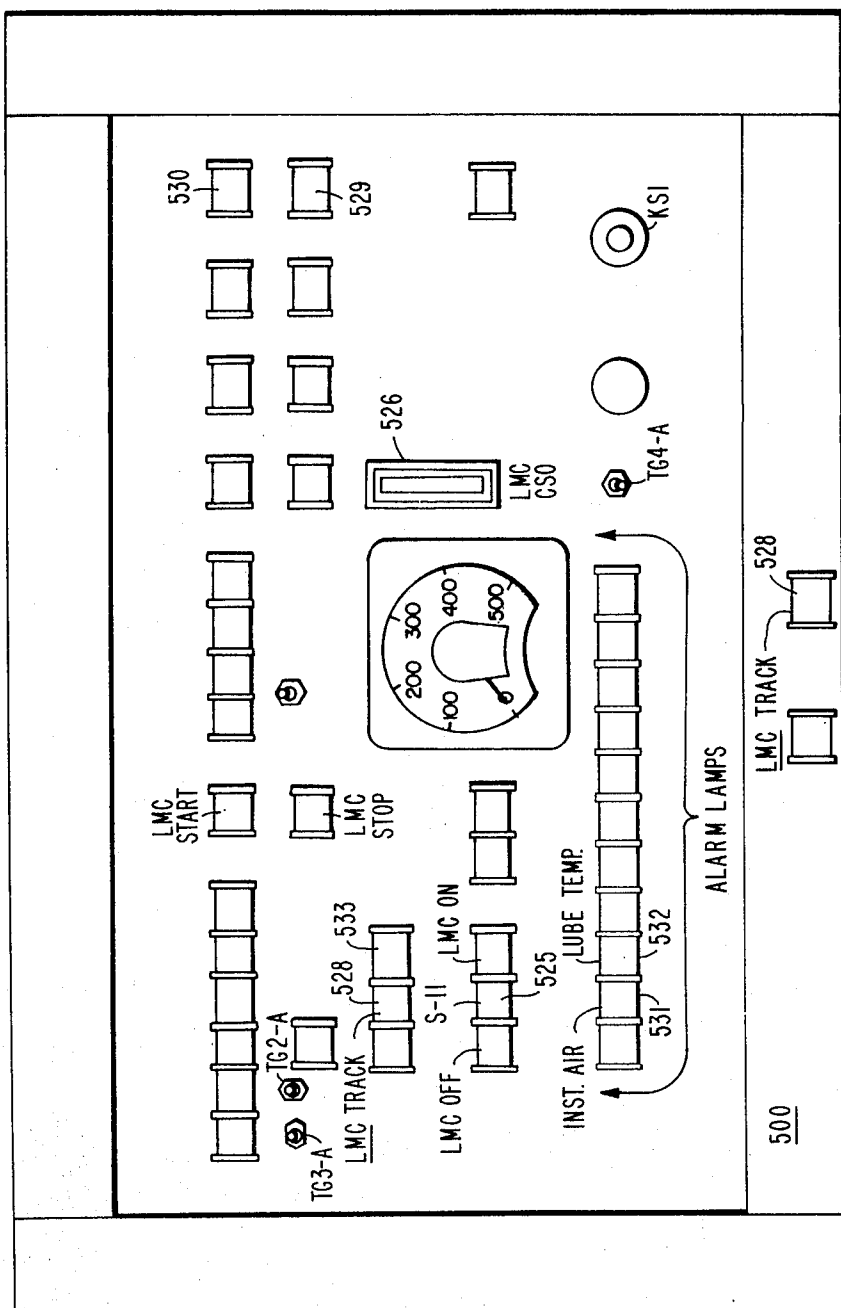 LMC
START
530
529
TG2-A
TG3-A
LMC
STOP
528
533
LMC TRACK
526
LMC
CSO
100
200
300
400
500
S-11
LMC ON
LMC OFF
525
INST. AIR
LUBE TEMP.
531
532
TG4-A
KS1
ALARM LAMPS
500
LMC TRACK
528